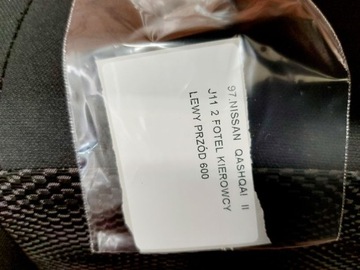 97.NISSAN QASHQAI II
J11 2 FOTEL KIEROWCY
LEWY PRZÓD 600